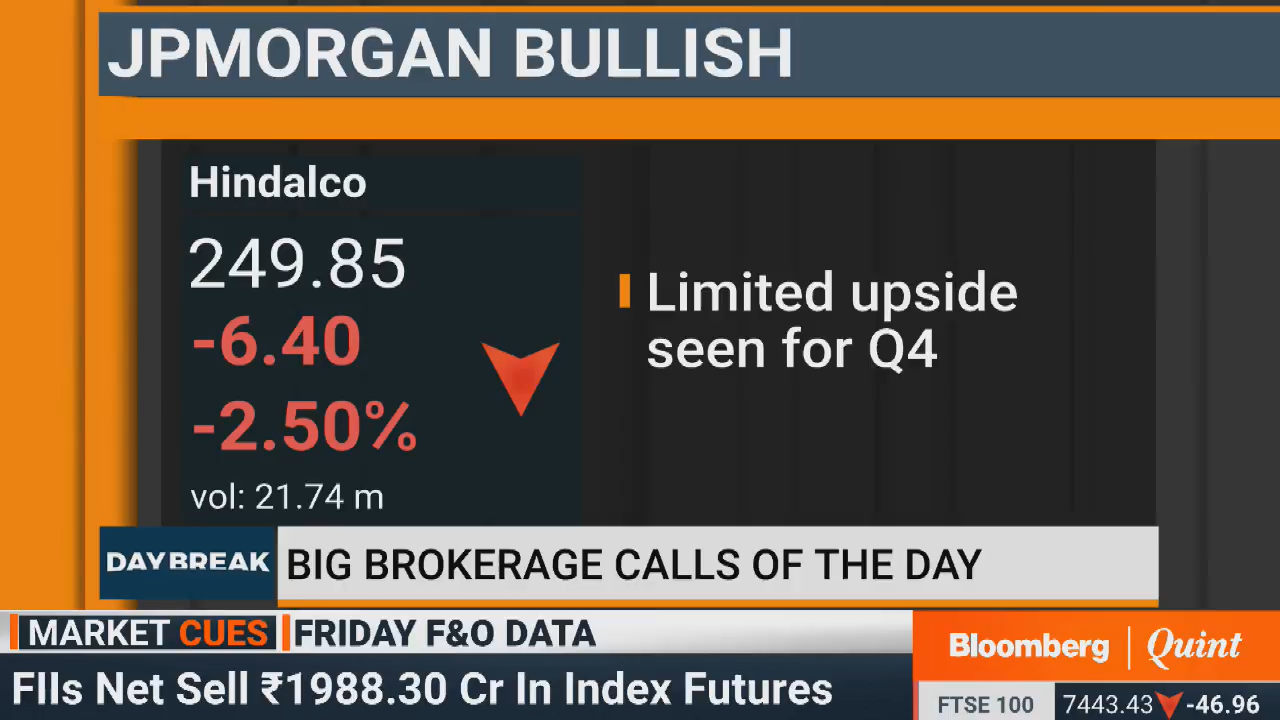 JPMORGAN BULLISH
Hindalco
249.85
-6.40
-2.50%
vol: 21.74 m
Limited upside
seen for Q4
DAYBREAK
BIG BROKERAGE CALLS OF THE DAY
MARKET CUES
FRIDAY F&O DATA
FIIs Net Sell ₹1988.30 Cr In Index Futures
Bloomberg | Quint
FTSE 100 7443.43 -46.96